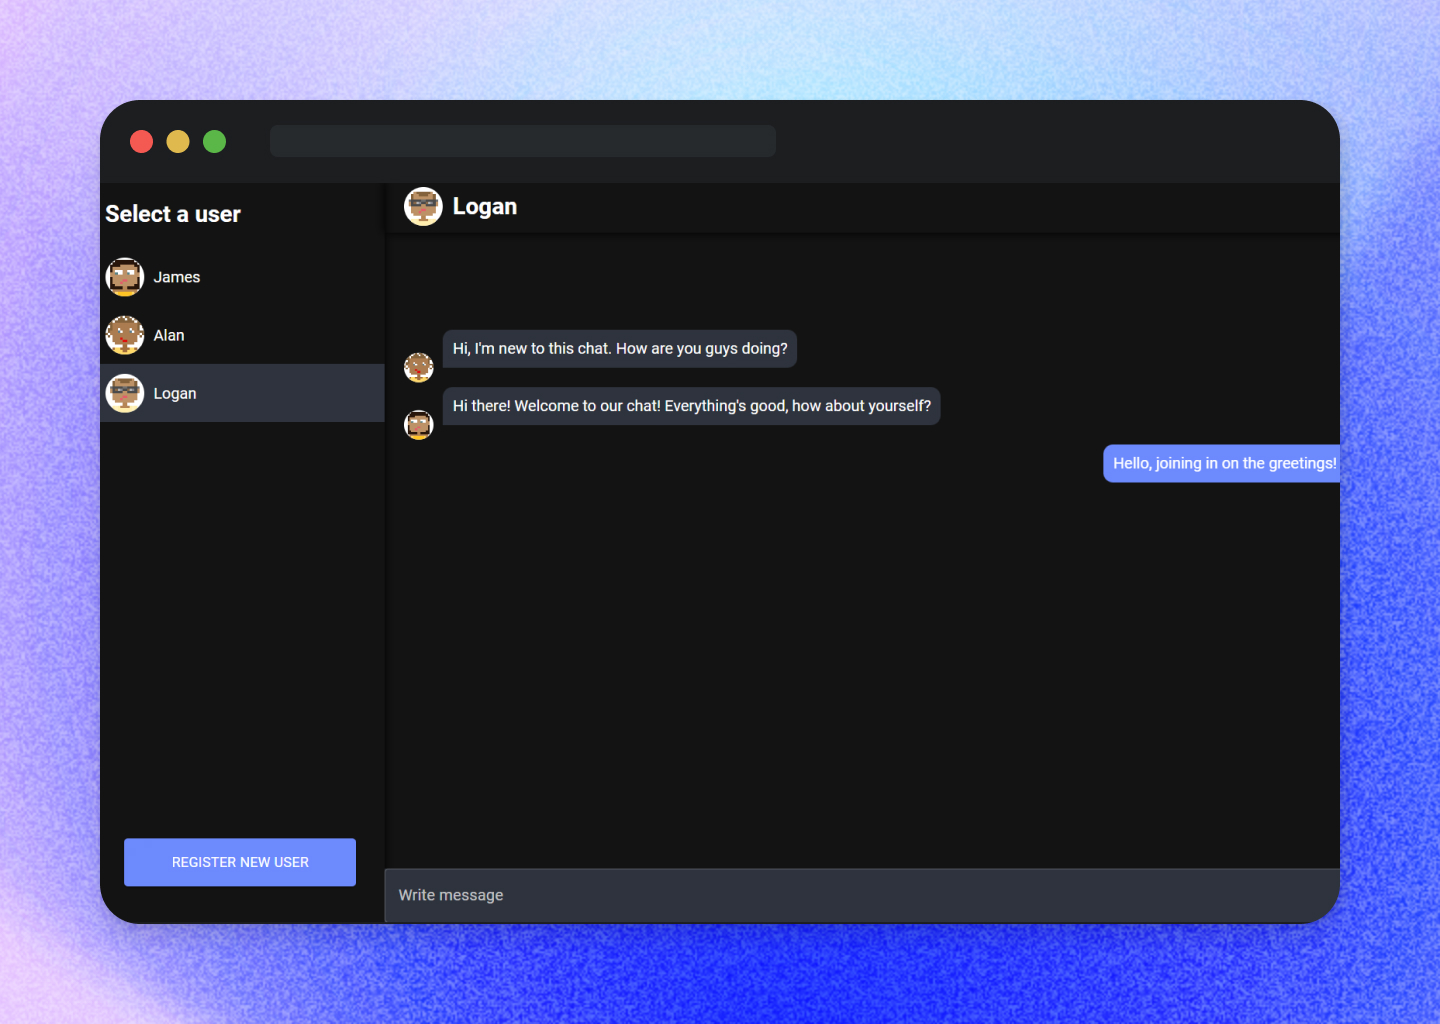 Select a user
James
Alan
Logan
REGISTER NEW USER
Logan
Hi, I'm new to this chat. How are you guys doing?
Hi there! Welcome to our chat! Everything's good, how about yourself?
Hello, joining in on the greetings!
Write message